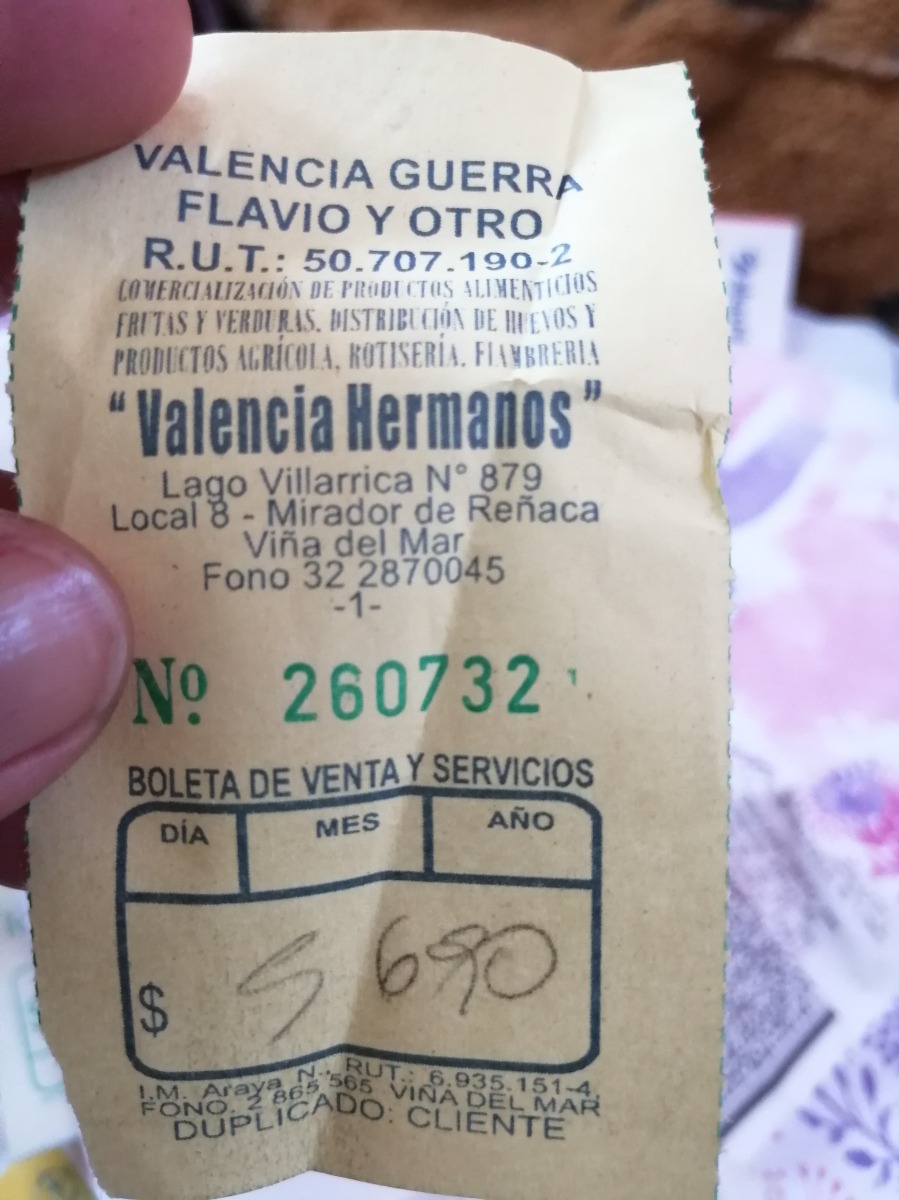 VALENCIA GUERRA
FLAVIO Y OTRO
R.U.T.: 50.707.190-2
COMERCIALIZACIÓN DE PRODUCTOS ALIMENTICIOS
FRUTAS Y VERDURAS. DISTRIBUCIÓN DE HUEVOS Y
PRODUCTOS AGRÍCOLA, ROTISERÍA. FIAMBRERIA
“Valencia Hermanos”
Lago Villarrica N° 879
Local 8 - Mirador de Reñaca
Viña del Mar
Fono 32 2870045
-1-
Nº 260732
BOLETA DE VENTA Y SERVICIOS
DÍA MES AÑO
$ 690
I.M. Araya N., RUT.: 6.935.151-4,
FONO. 2 865 565 VIÑA DEL MAR
DUPLICADO: CLIENTE